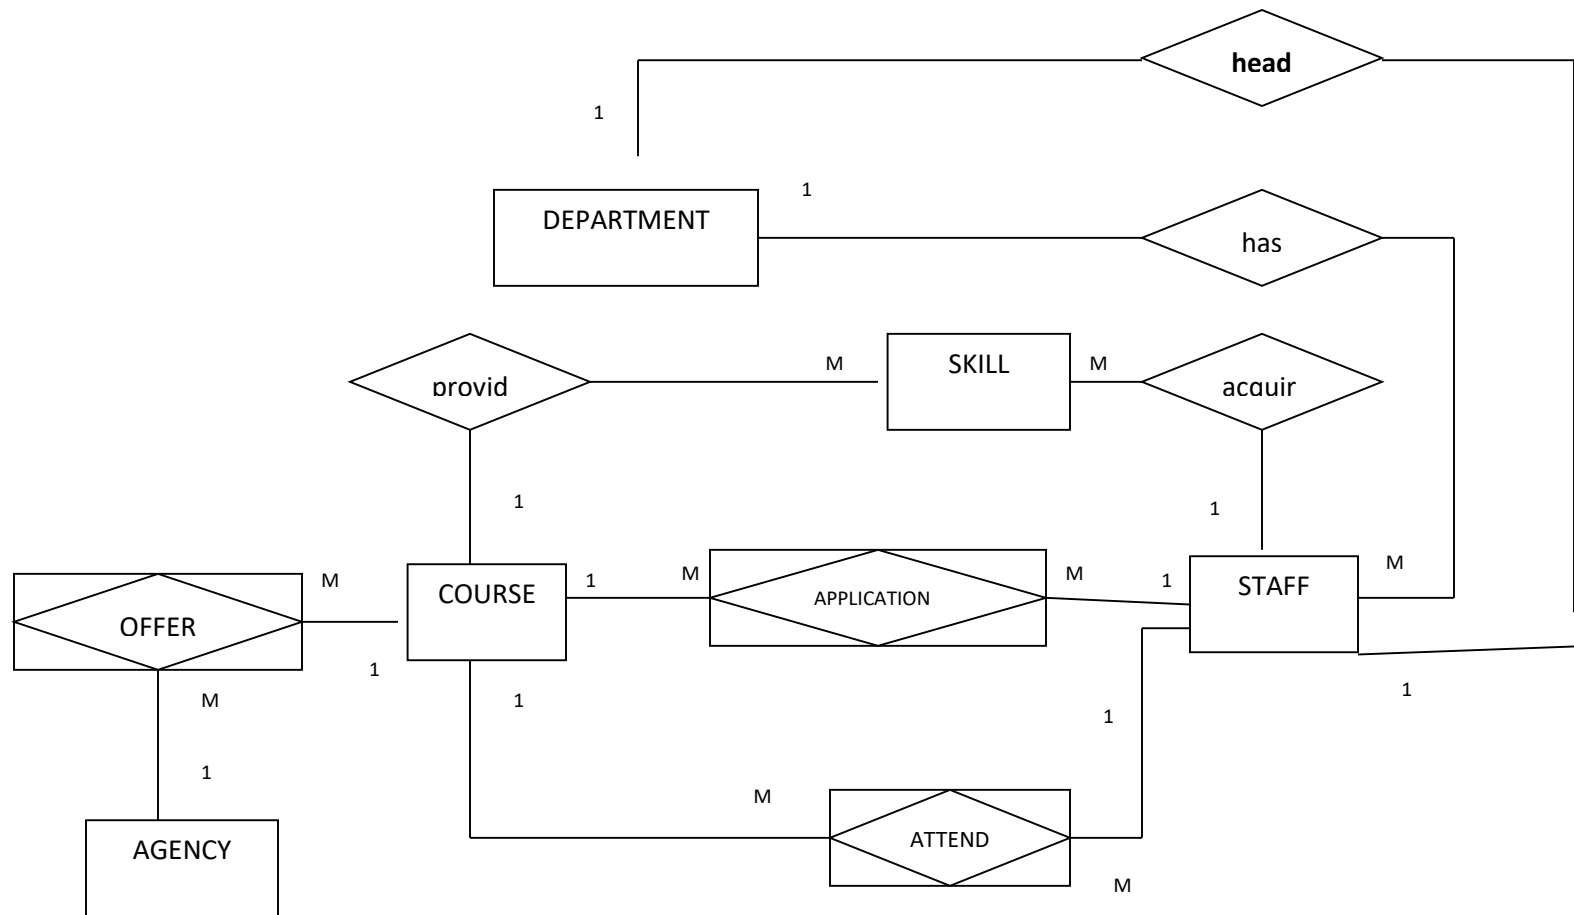 head
1
1
DEPARTMENT
has
M
SKILL
M
provid
acquir
1
1
M
COURSE
1
M
M
1
STAFF
M
OFFER
APPLICATION
1
M
1
1
1
1
M
AGENCY
ATTEND
M